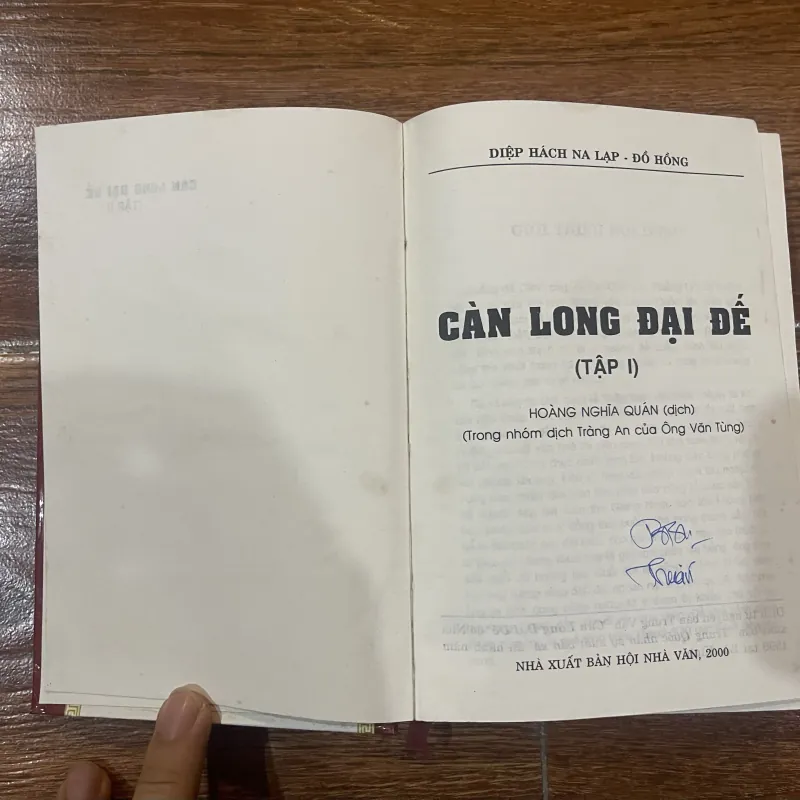 DIỆP HÁCH NA LẠP - ĐỒ HỒNG
CÀN LONG ĐẠI ĐẾ
(TẬP I)
HOÀNG NGHĨA QUÁN (dịch)
(Trong nhóm dịch Tràng An của Ông Văn Tùng)
NHÀ XUẤT BẢN HỘI NHÀ VĂN, 2000